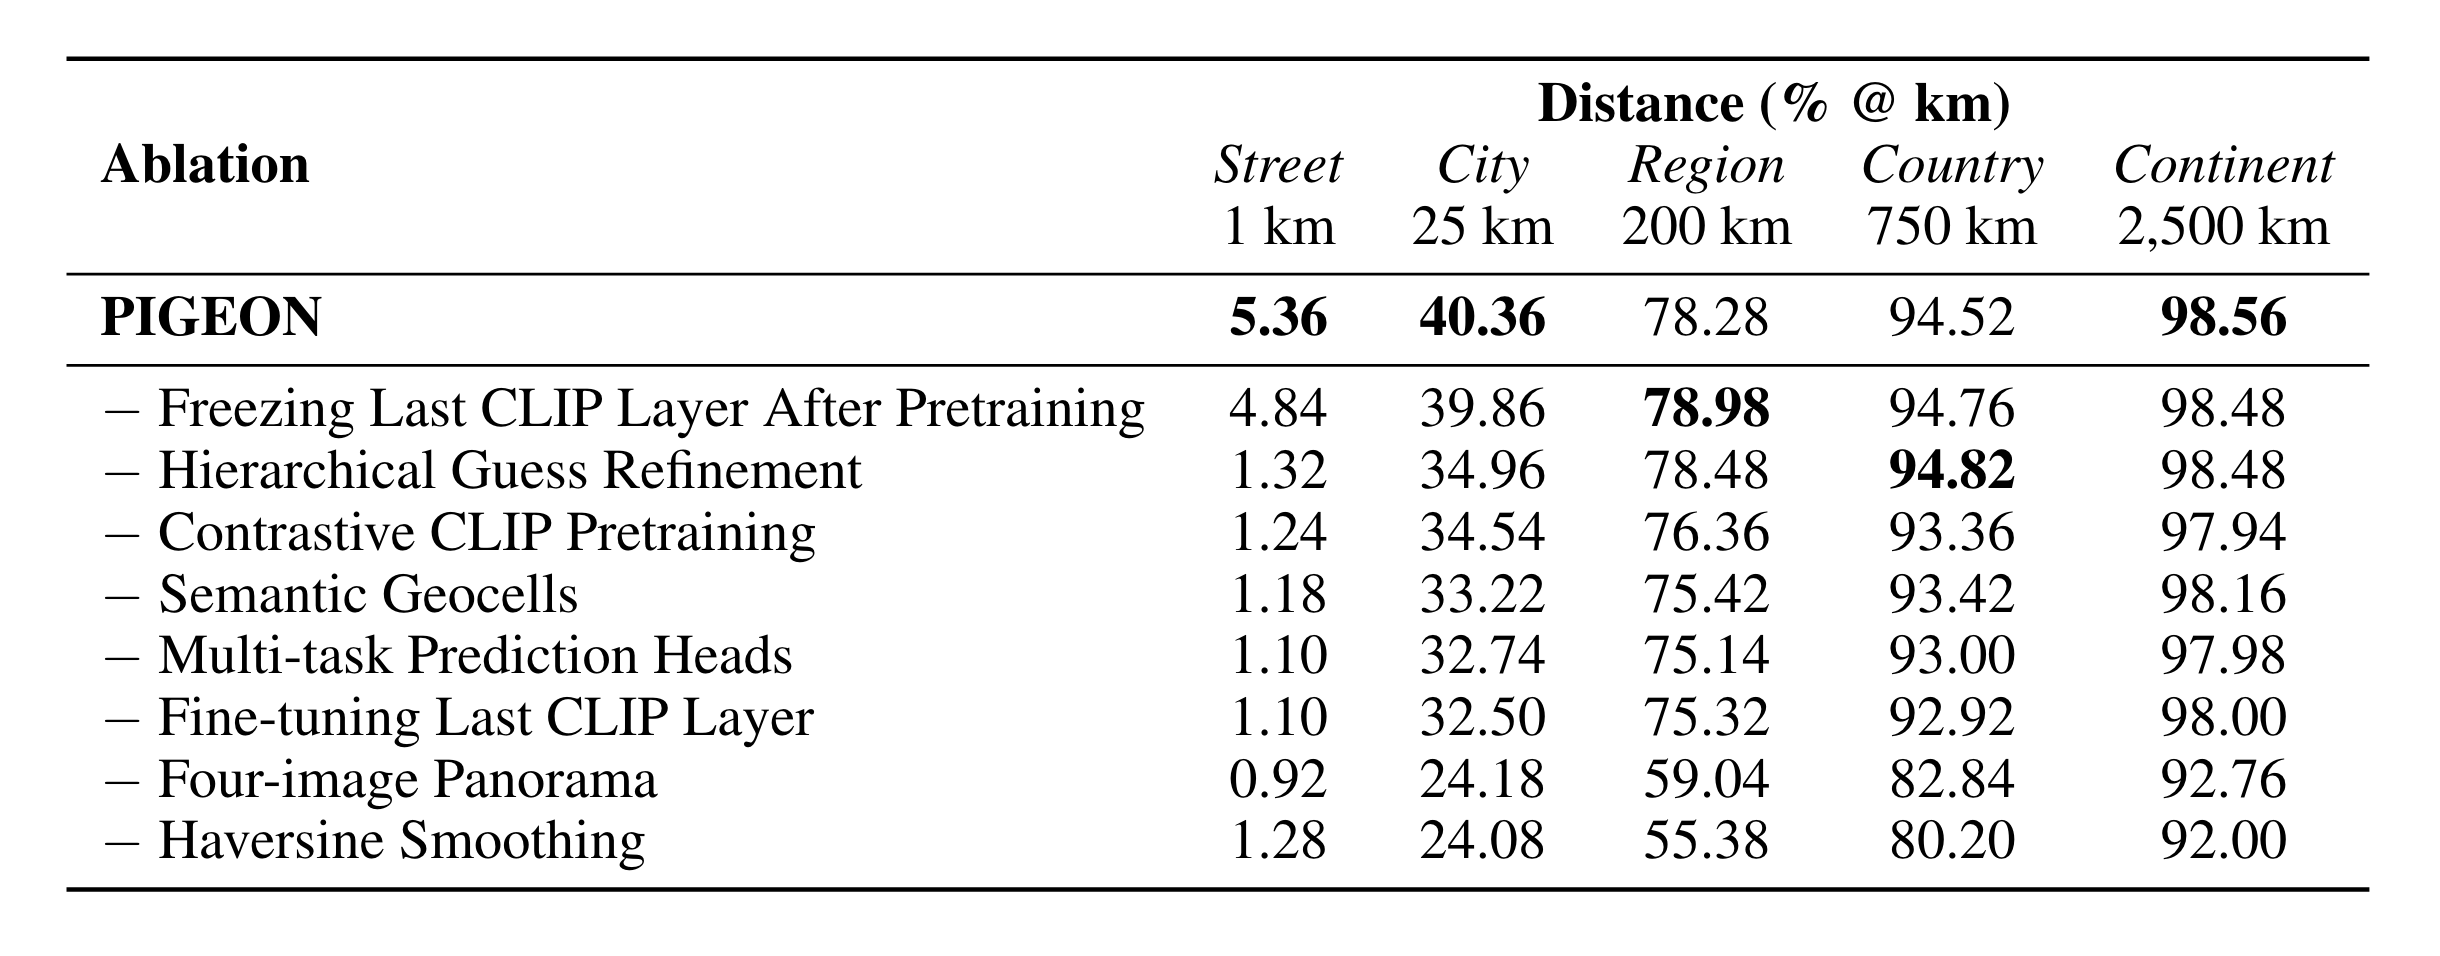 Distance (% @ km)
Ablation Street City Region Country Continent
1 km 25 km 200 km 750 km 2,500 km
PIGEON 5.36 40.36 78.28 94.52 98.56
− Freezing Last CLIP Layer After Pretraining 4.84 39.86 78.98 94.76 98.48
− Hierarchical Guess Refinement 1.32 34.96 78.48 94.82 98.48
− Contrastive CLIP Pretraining 1.24 34.54 76.36 93.36 97.94
− Semantic Geocells 1.18 33.22 75.42 93.42 98.16
− Multi-task Prediction Heads 1.10 32.74 75.14 93.00 97.98
− Fine-tuning Last CLIP Layer 1.10 32.50 75.32 92.92 98.00
− Four-image Panorama 0.92 24.18 59.04 82.84 92.76
− Haversine Smoothing 1.28 24.08 55.38 80.20 92.00